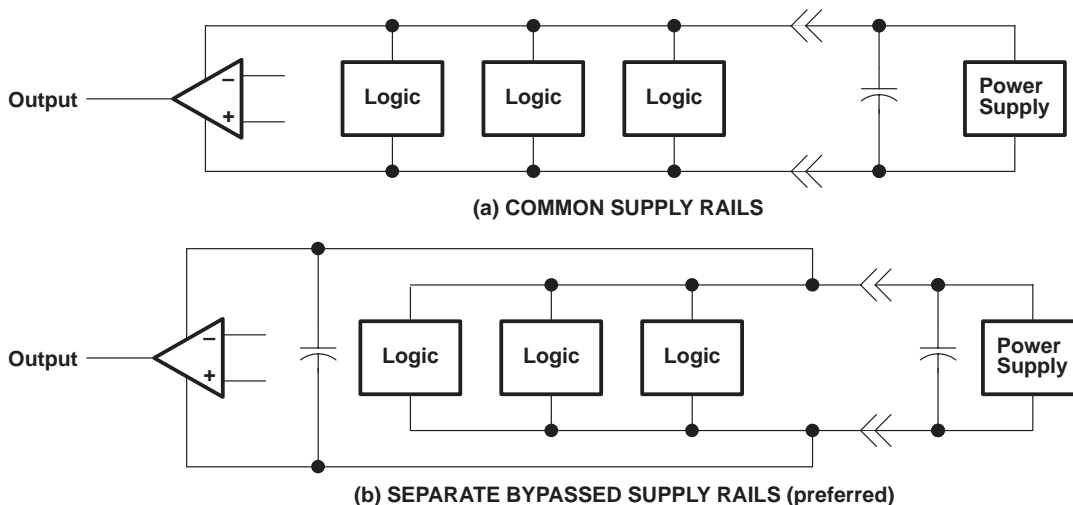 Output
−
+
Logic
Logic
Logic
Power
Supply
(a) COMMON SUPPLY RAILS
Output
−
+
Logic
Logic
Logic
Power
Supply
(b) SEPARATE BYPASSED SUPPLY RAILS (preferred)